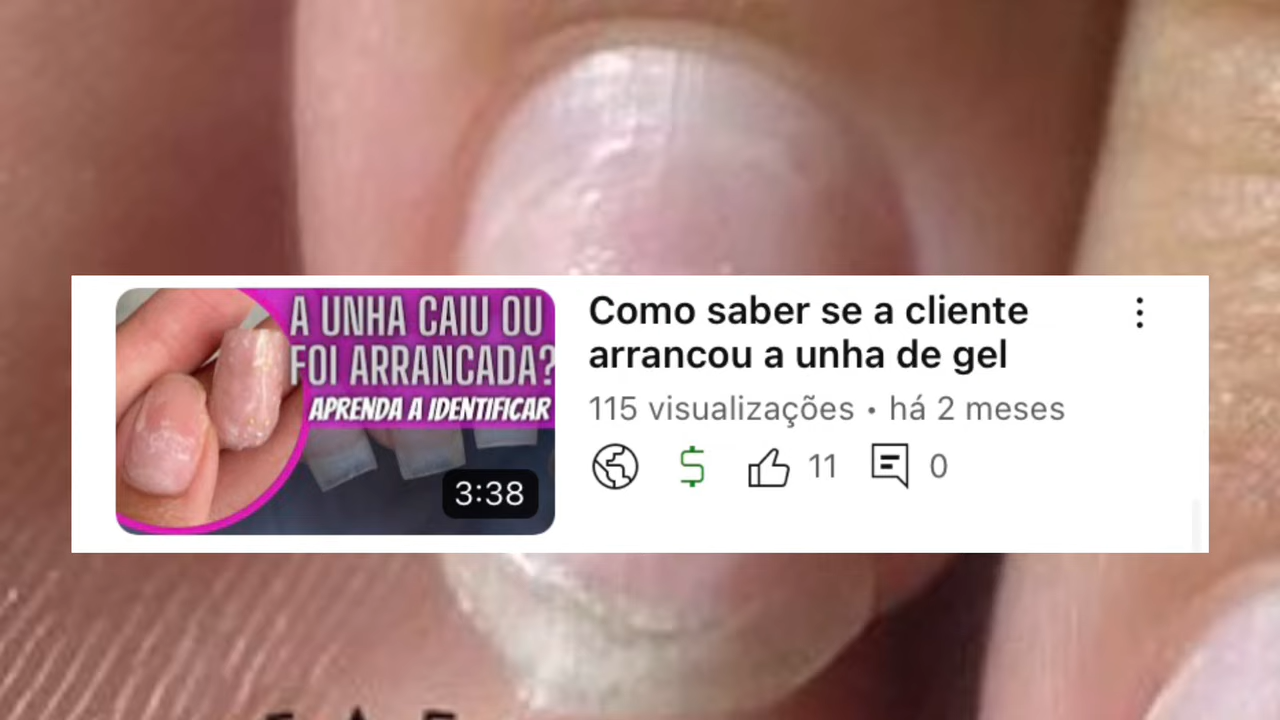 A UNHA CAIU OU
FOI ARRANCADA?
APRENDA A IDENTIFICAR
3:38
Como saber se a cliente
arrancou a unha de gel
115 visualizações • há 2 meses
11
0